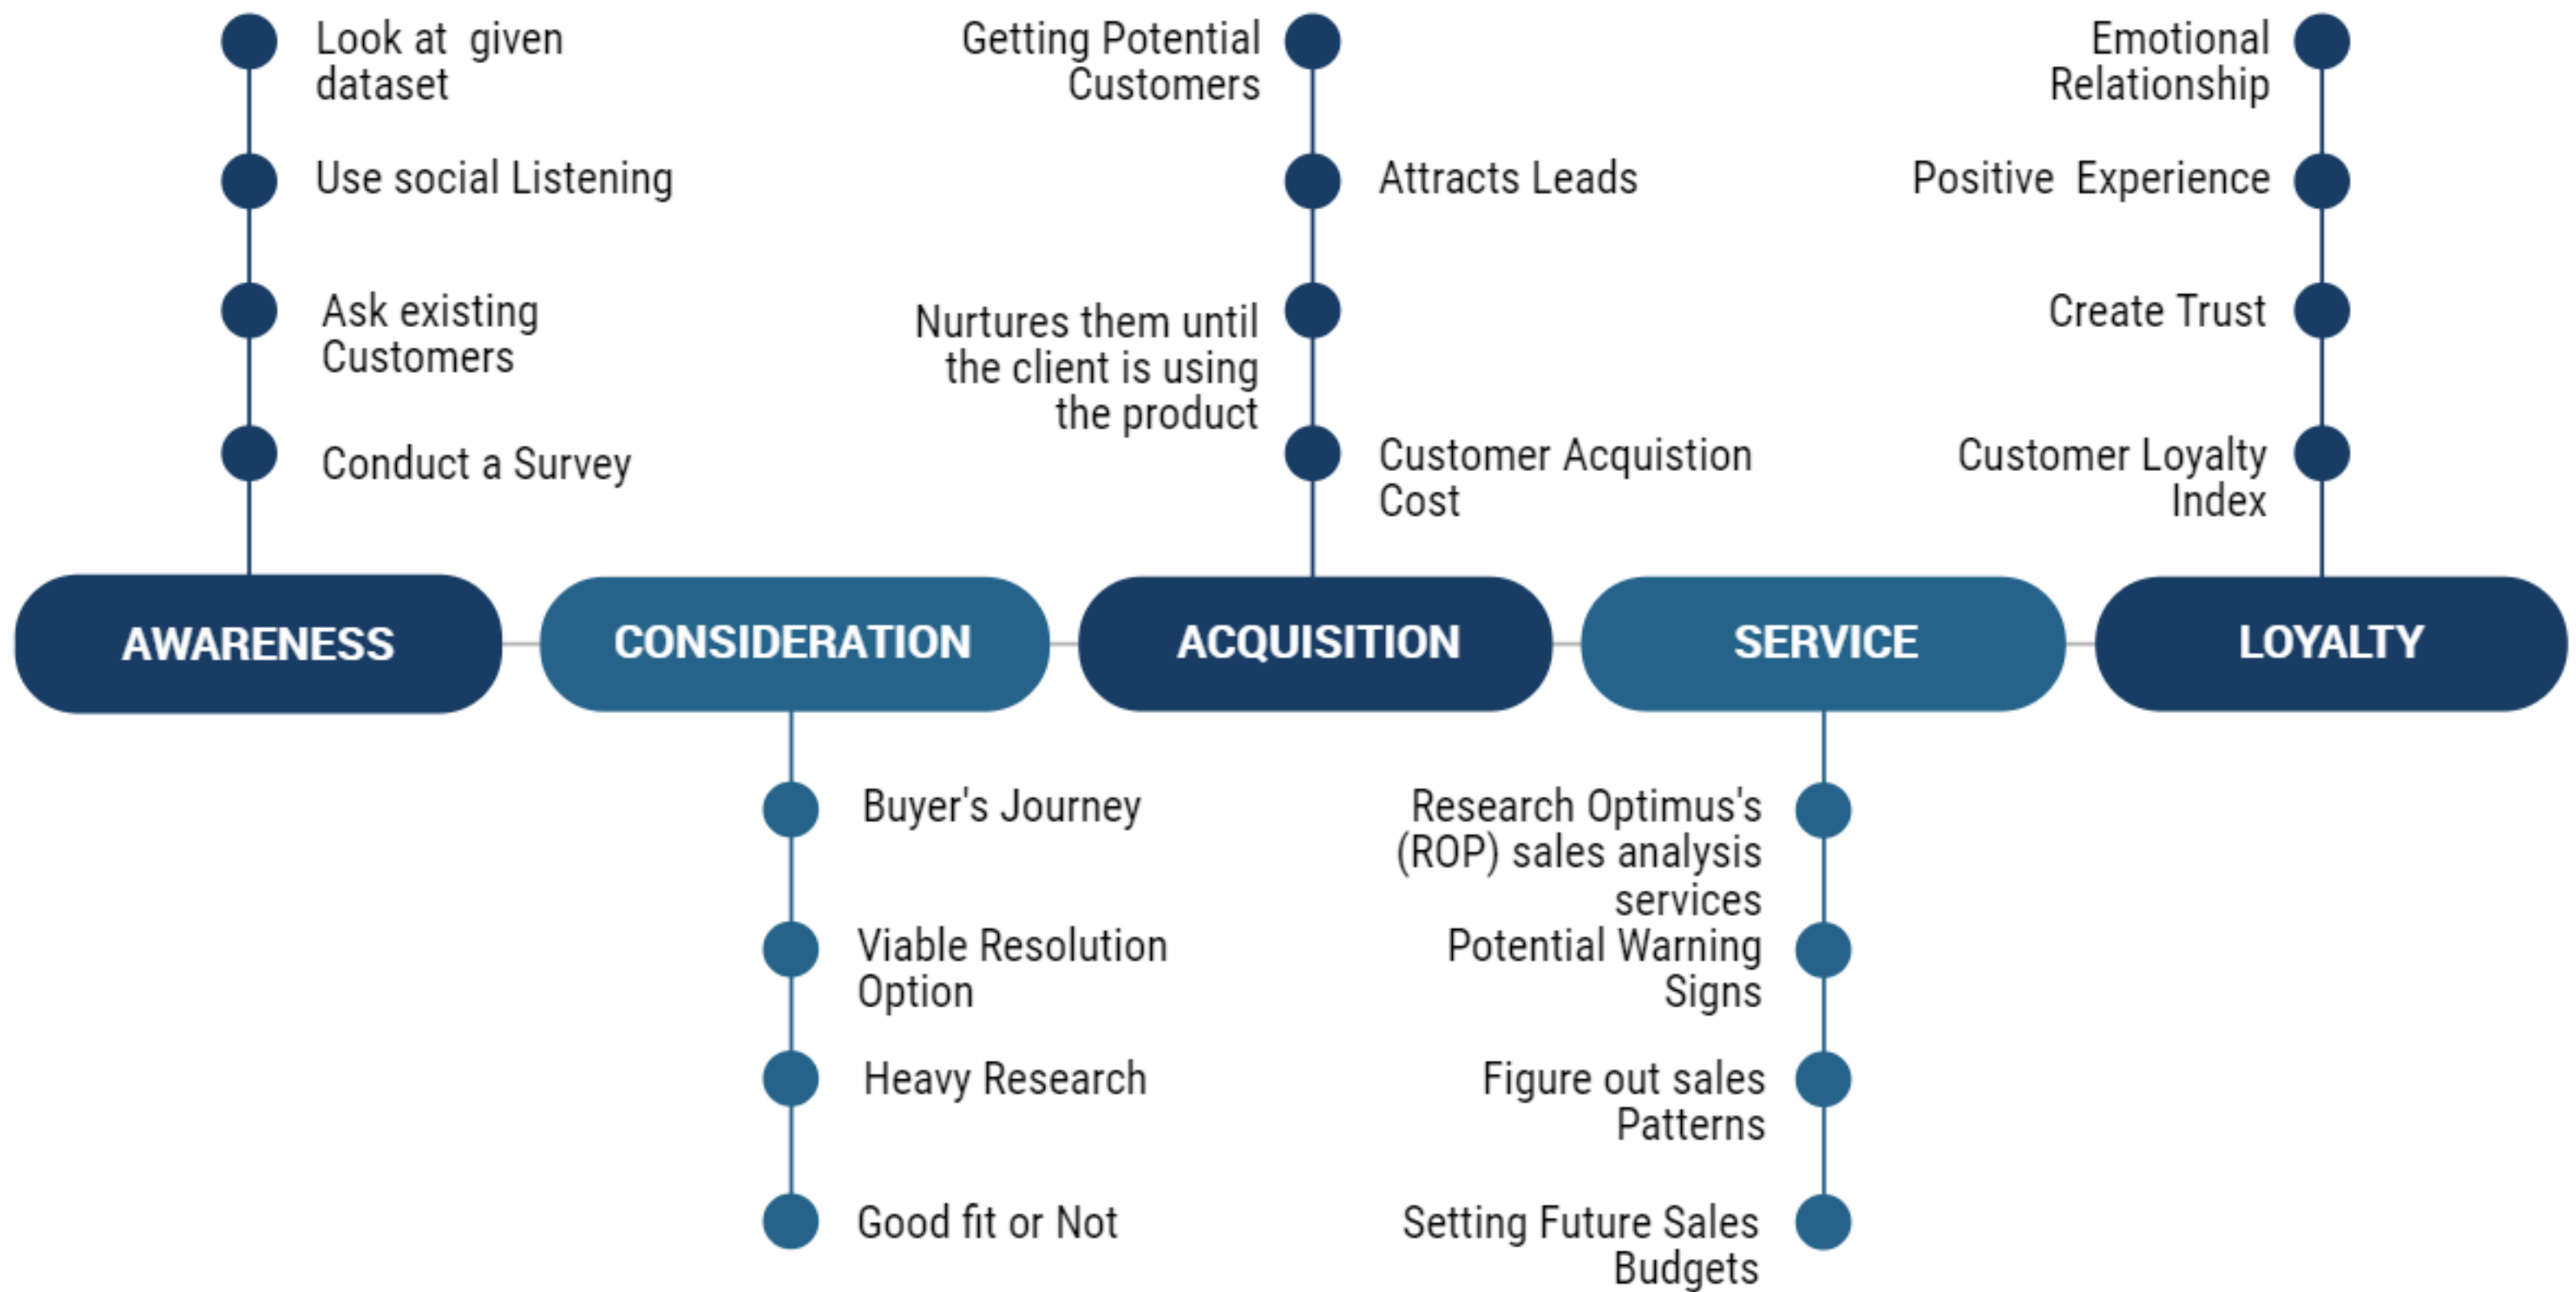 Look at given
dataset
Use social Listening
Ask existing
Customers
Conduct a Survey
AWARENESS
CONSIDERATION
Buyer's Journey
Viable Resolution
Option
Heavy Research
Good fit or Not
Getting Potential
Customers
Attracts Leads
Nurtures them until
the client is using
the product
Customer Acquistion
Cost
ACQUISITION
SERVICE
Research Optimus's
(ROP) sales analysis
services
Potential Warning
Signs
Figure out sales
Patterns
Setting Future Sales
Budgets
Emotional
Relationship
Positive Experience
Create Trust
Customer Loyalty
Index
LOYALTY